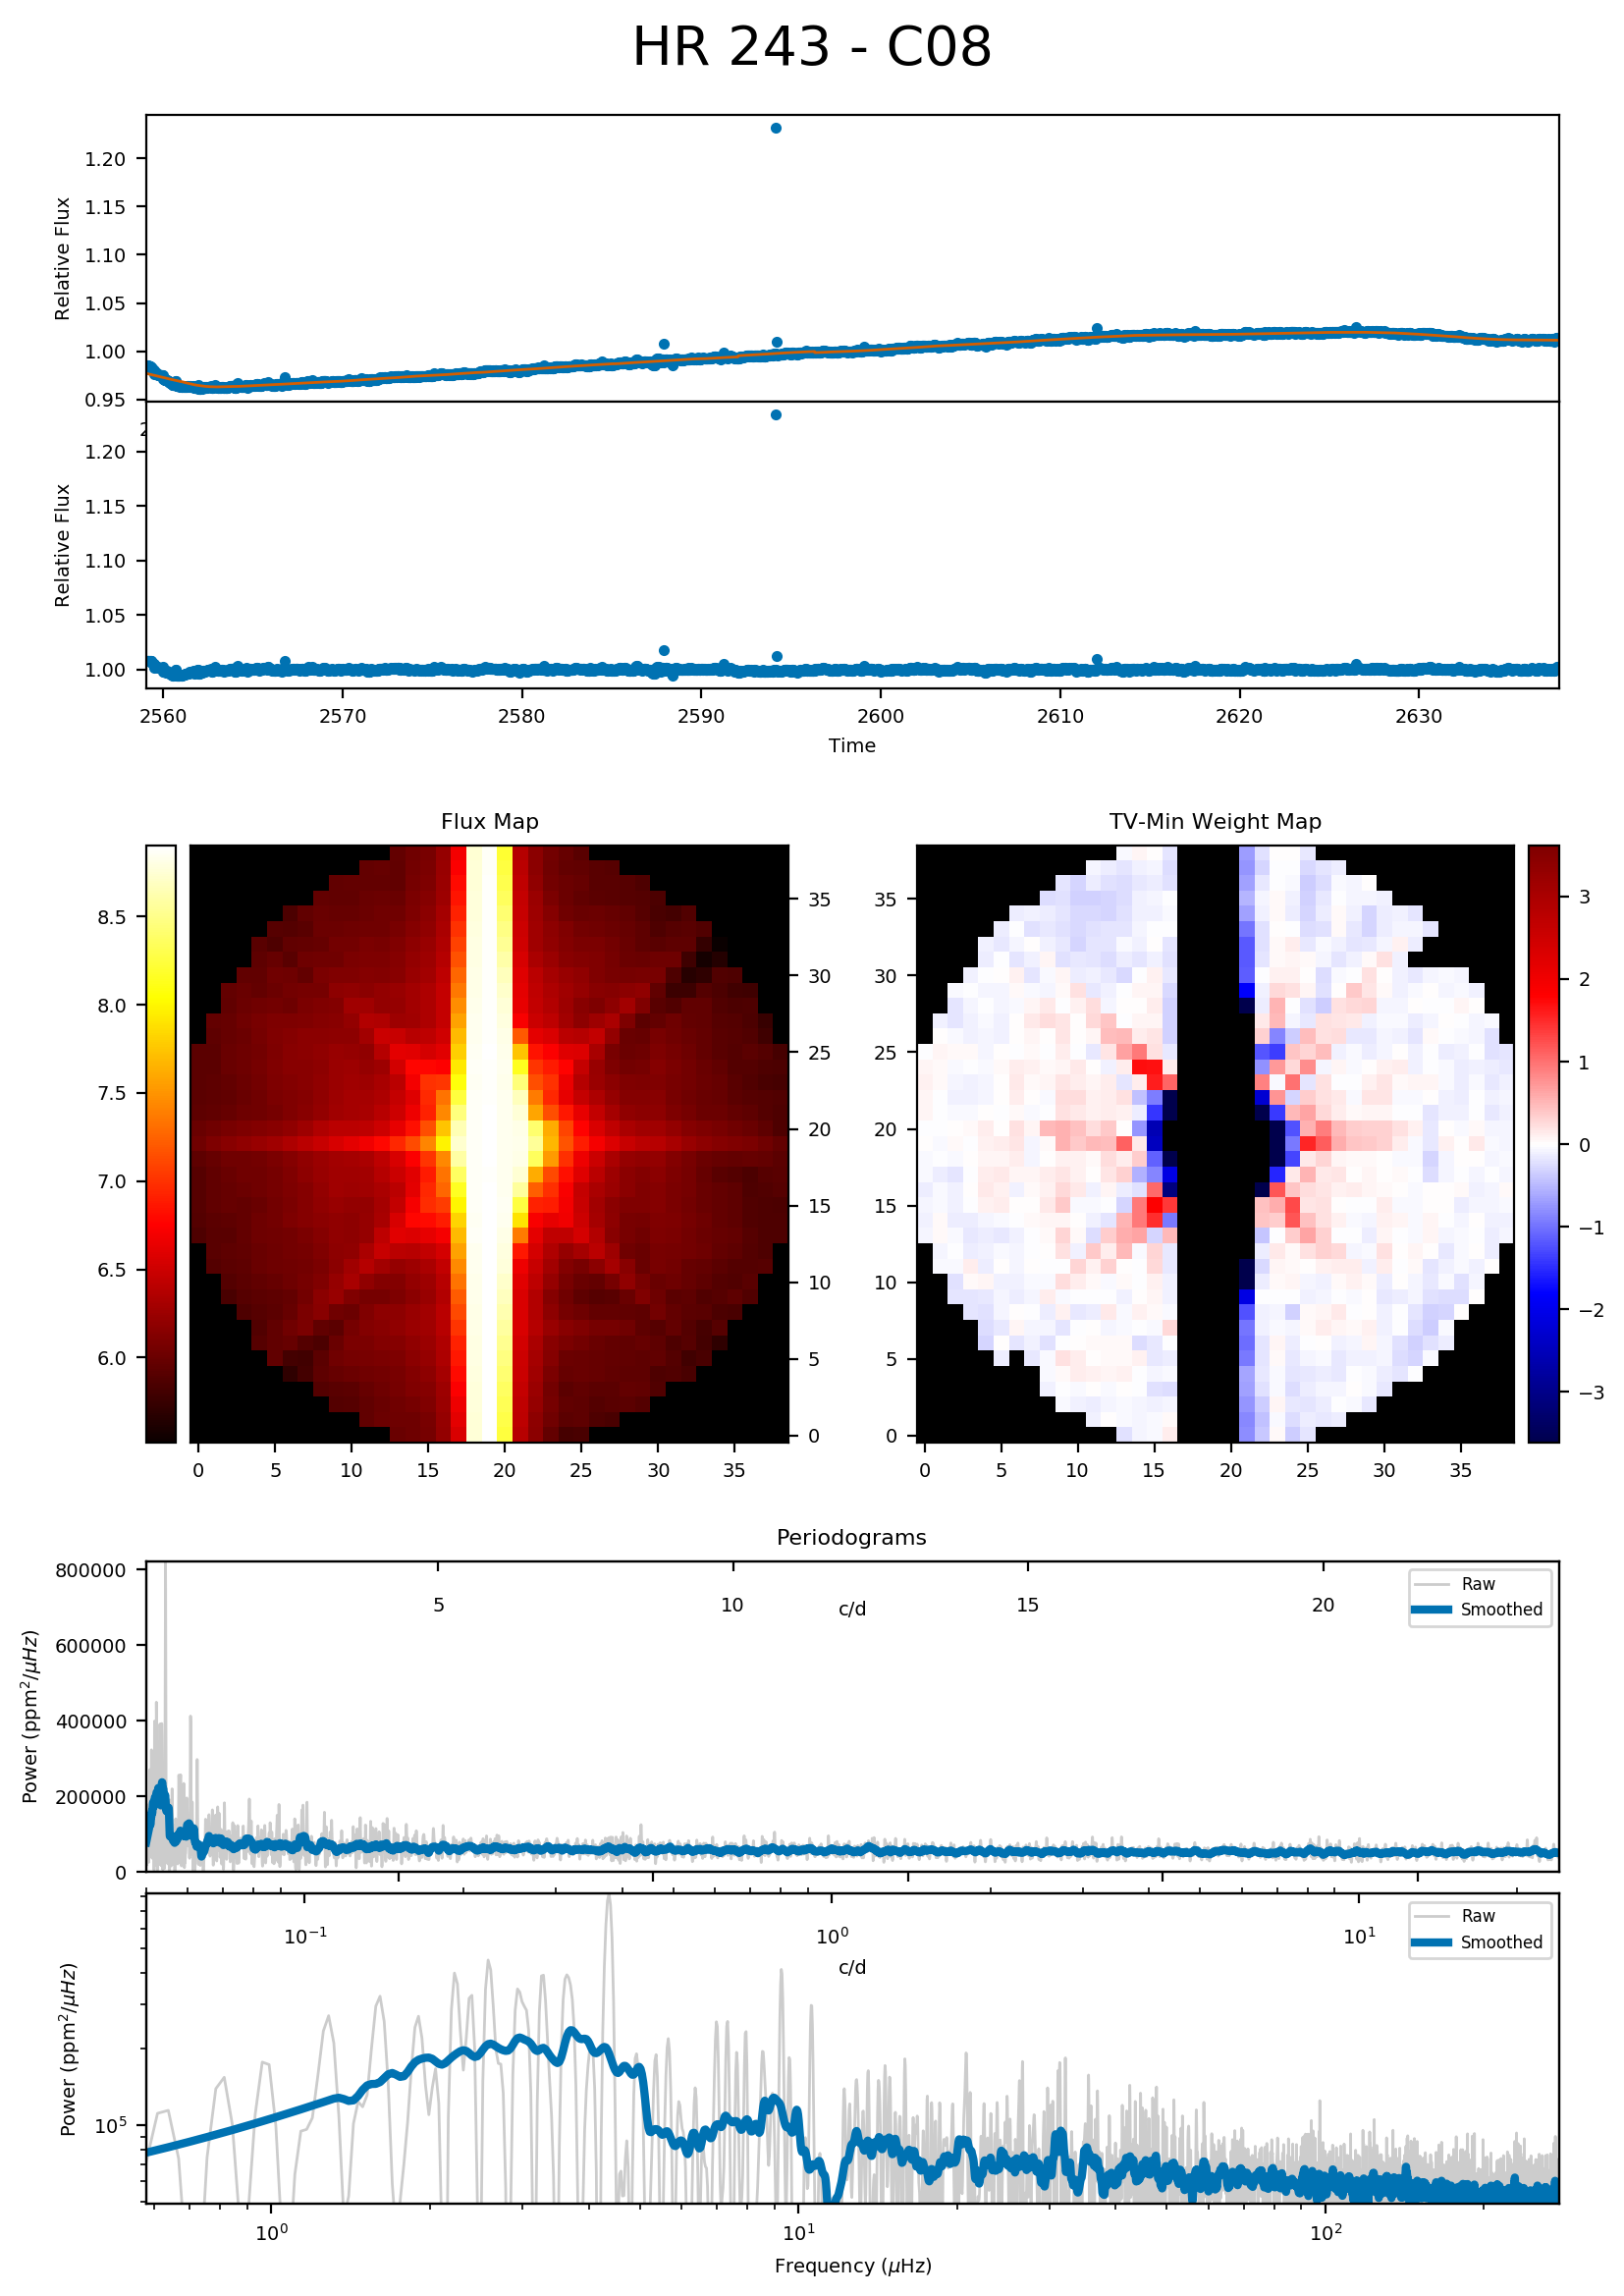 HR 243 - C08
Relative Flux
1.20
1.15
1.10
1.05
1.00
0.95
Relative Flux
1.20
1.15
1.10
1.05
1.00
2560 2570 2580 2590 2600 2610 2620 2630
Time
Flux Map
TV-Min Weight Map
8.5
8.0
7.5
7.0
6.5
6.0
35
30
25
20
15
10
5
0
0 5 10 15 20 25 30 35
35
30
25
20
15
10
5
0
0 5 10 15 20 25 30 35
3
2
1
0
−1
−2
−3
Periodograms
Power (ppm²/μHz)
800000
600000
400000
200000
0
5 10 15 20
c/d
Raw
Smoothed
Power (ppm²/μHz)
10⁵
10⁻¹ 10⁰ 10¹
c/d
Raw
Smoothed
10⁰ 10¹ 10²
Frequency (μHz)